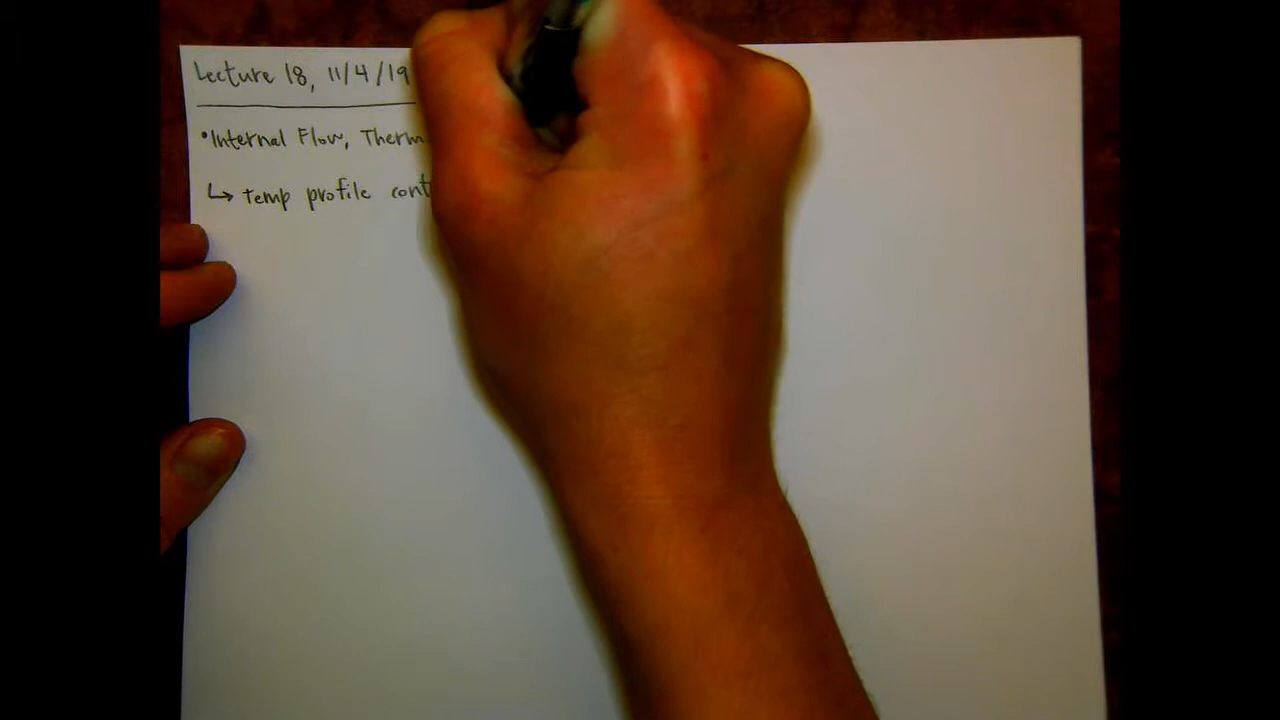 Lecture 18, 11/4/19
•Internal Flow, Therm
↳ temp profile cont